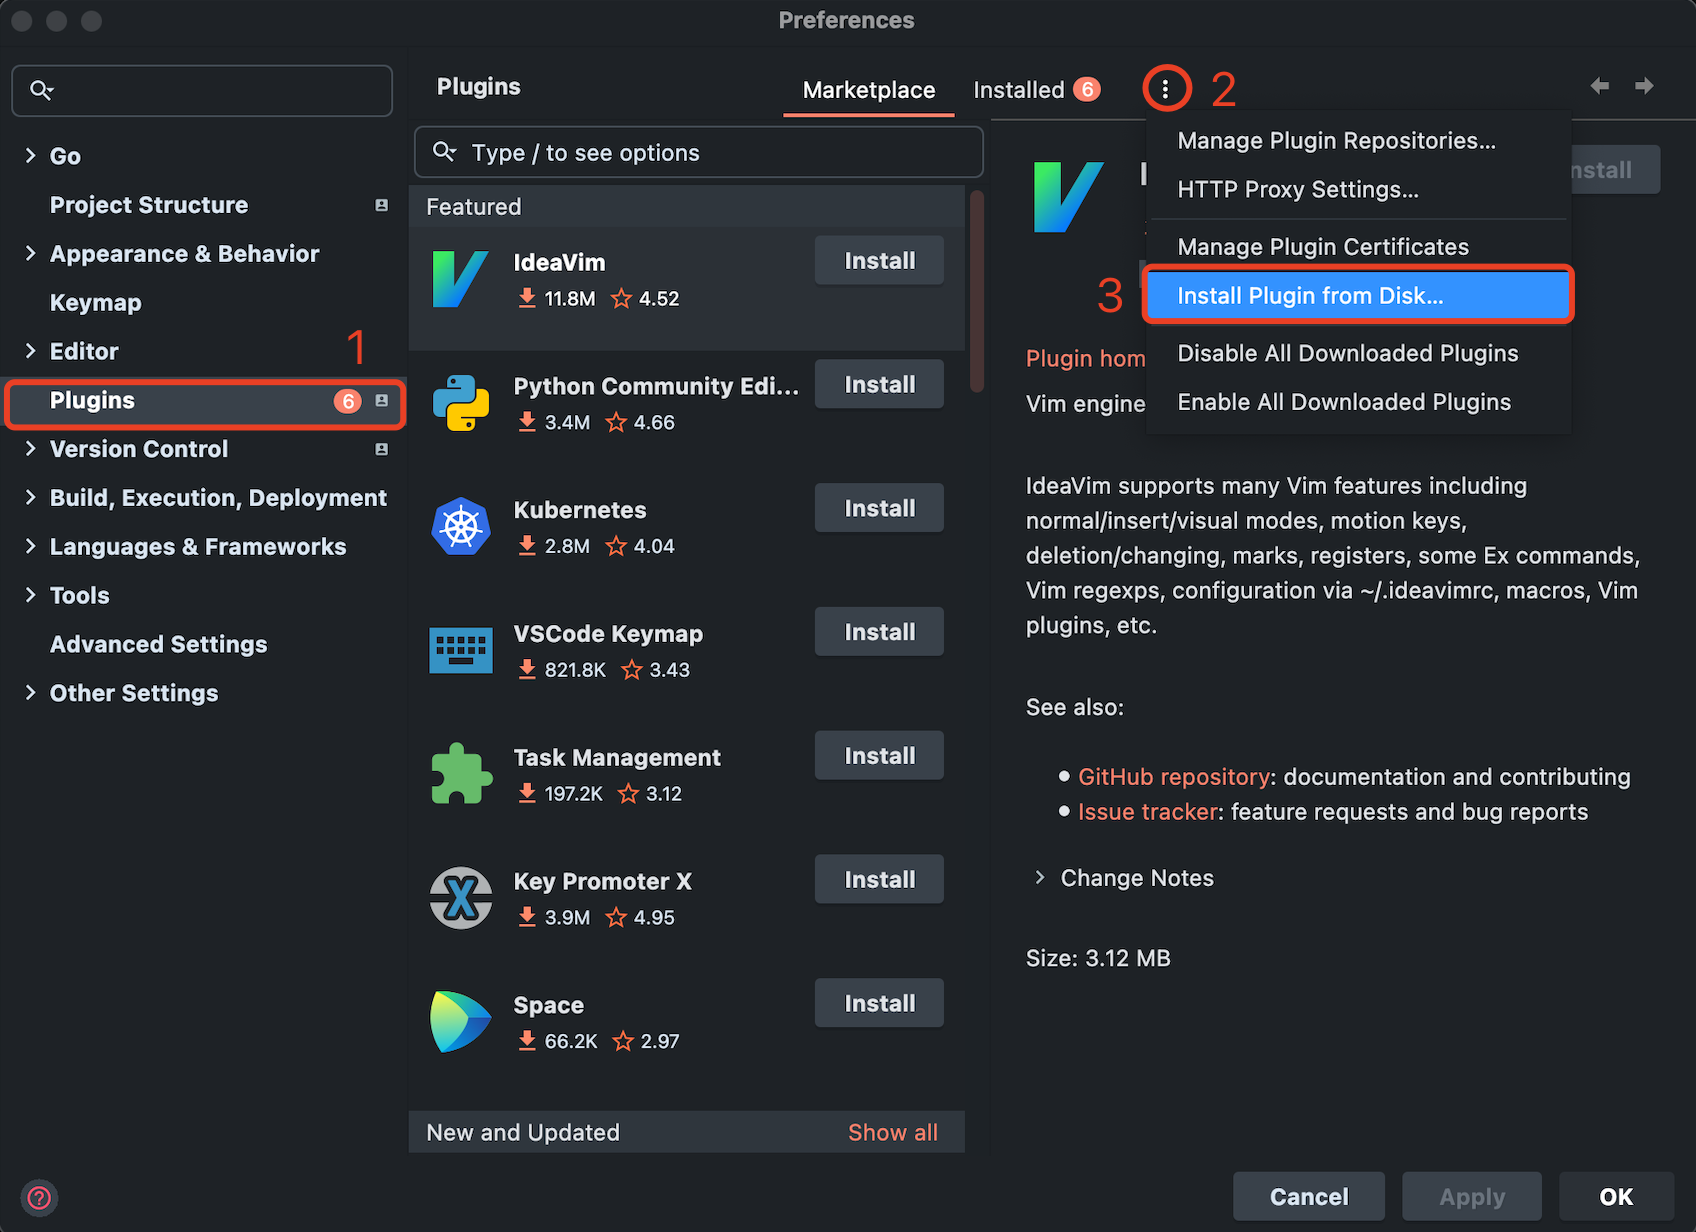 Preferences
Go
Project Structure
Appearance & Behavior
Keymap
Editor
1
Plugins 6
Version Control
Build, Execution, Deployment
Languages & Frameworks
Tools
Advanced Settings
Other Settings
Plugins
Marketplace
Installed 6
2
Type / to see options
Featured
IdeaVim
11.8M 4.52
Install
Python Community Edi...
3.4M 4.66
Install
Kubernetes
2.8M 4.04
Install
VSCode Keymap
821.8K 3.43
Install
Task Management
197.2K 3.12
Install
Key Promoter X
3.9M 4.95
Install
Space
66.2K 2.97
Install
New and Updated
Show all
Manage Plugin Repositories...
HTTP Proxy Settings...
Manage Plugin Certificates
3
Install Plugin from Disk...
Disable All Downloaded Plugins
Enable All Downloaded Plugins
Plugin hom
Vim engine
IdeaVim supports many Vim features including
normal/insert/visual modes, motion keys,
deletion/changing, marks, registers, some Ex commands,
Vim regexps, configuration via ~/.ideavimrc, macros, Vim
plugins, etc.
See also:
• GitHub repository: documentation and contributing
• Issue tracker: feature requests and bug reports
Change Notes
Size: 3.12 MB
?
Cancel
Apply
OK